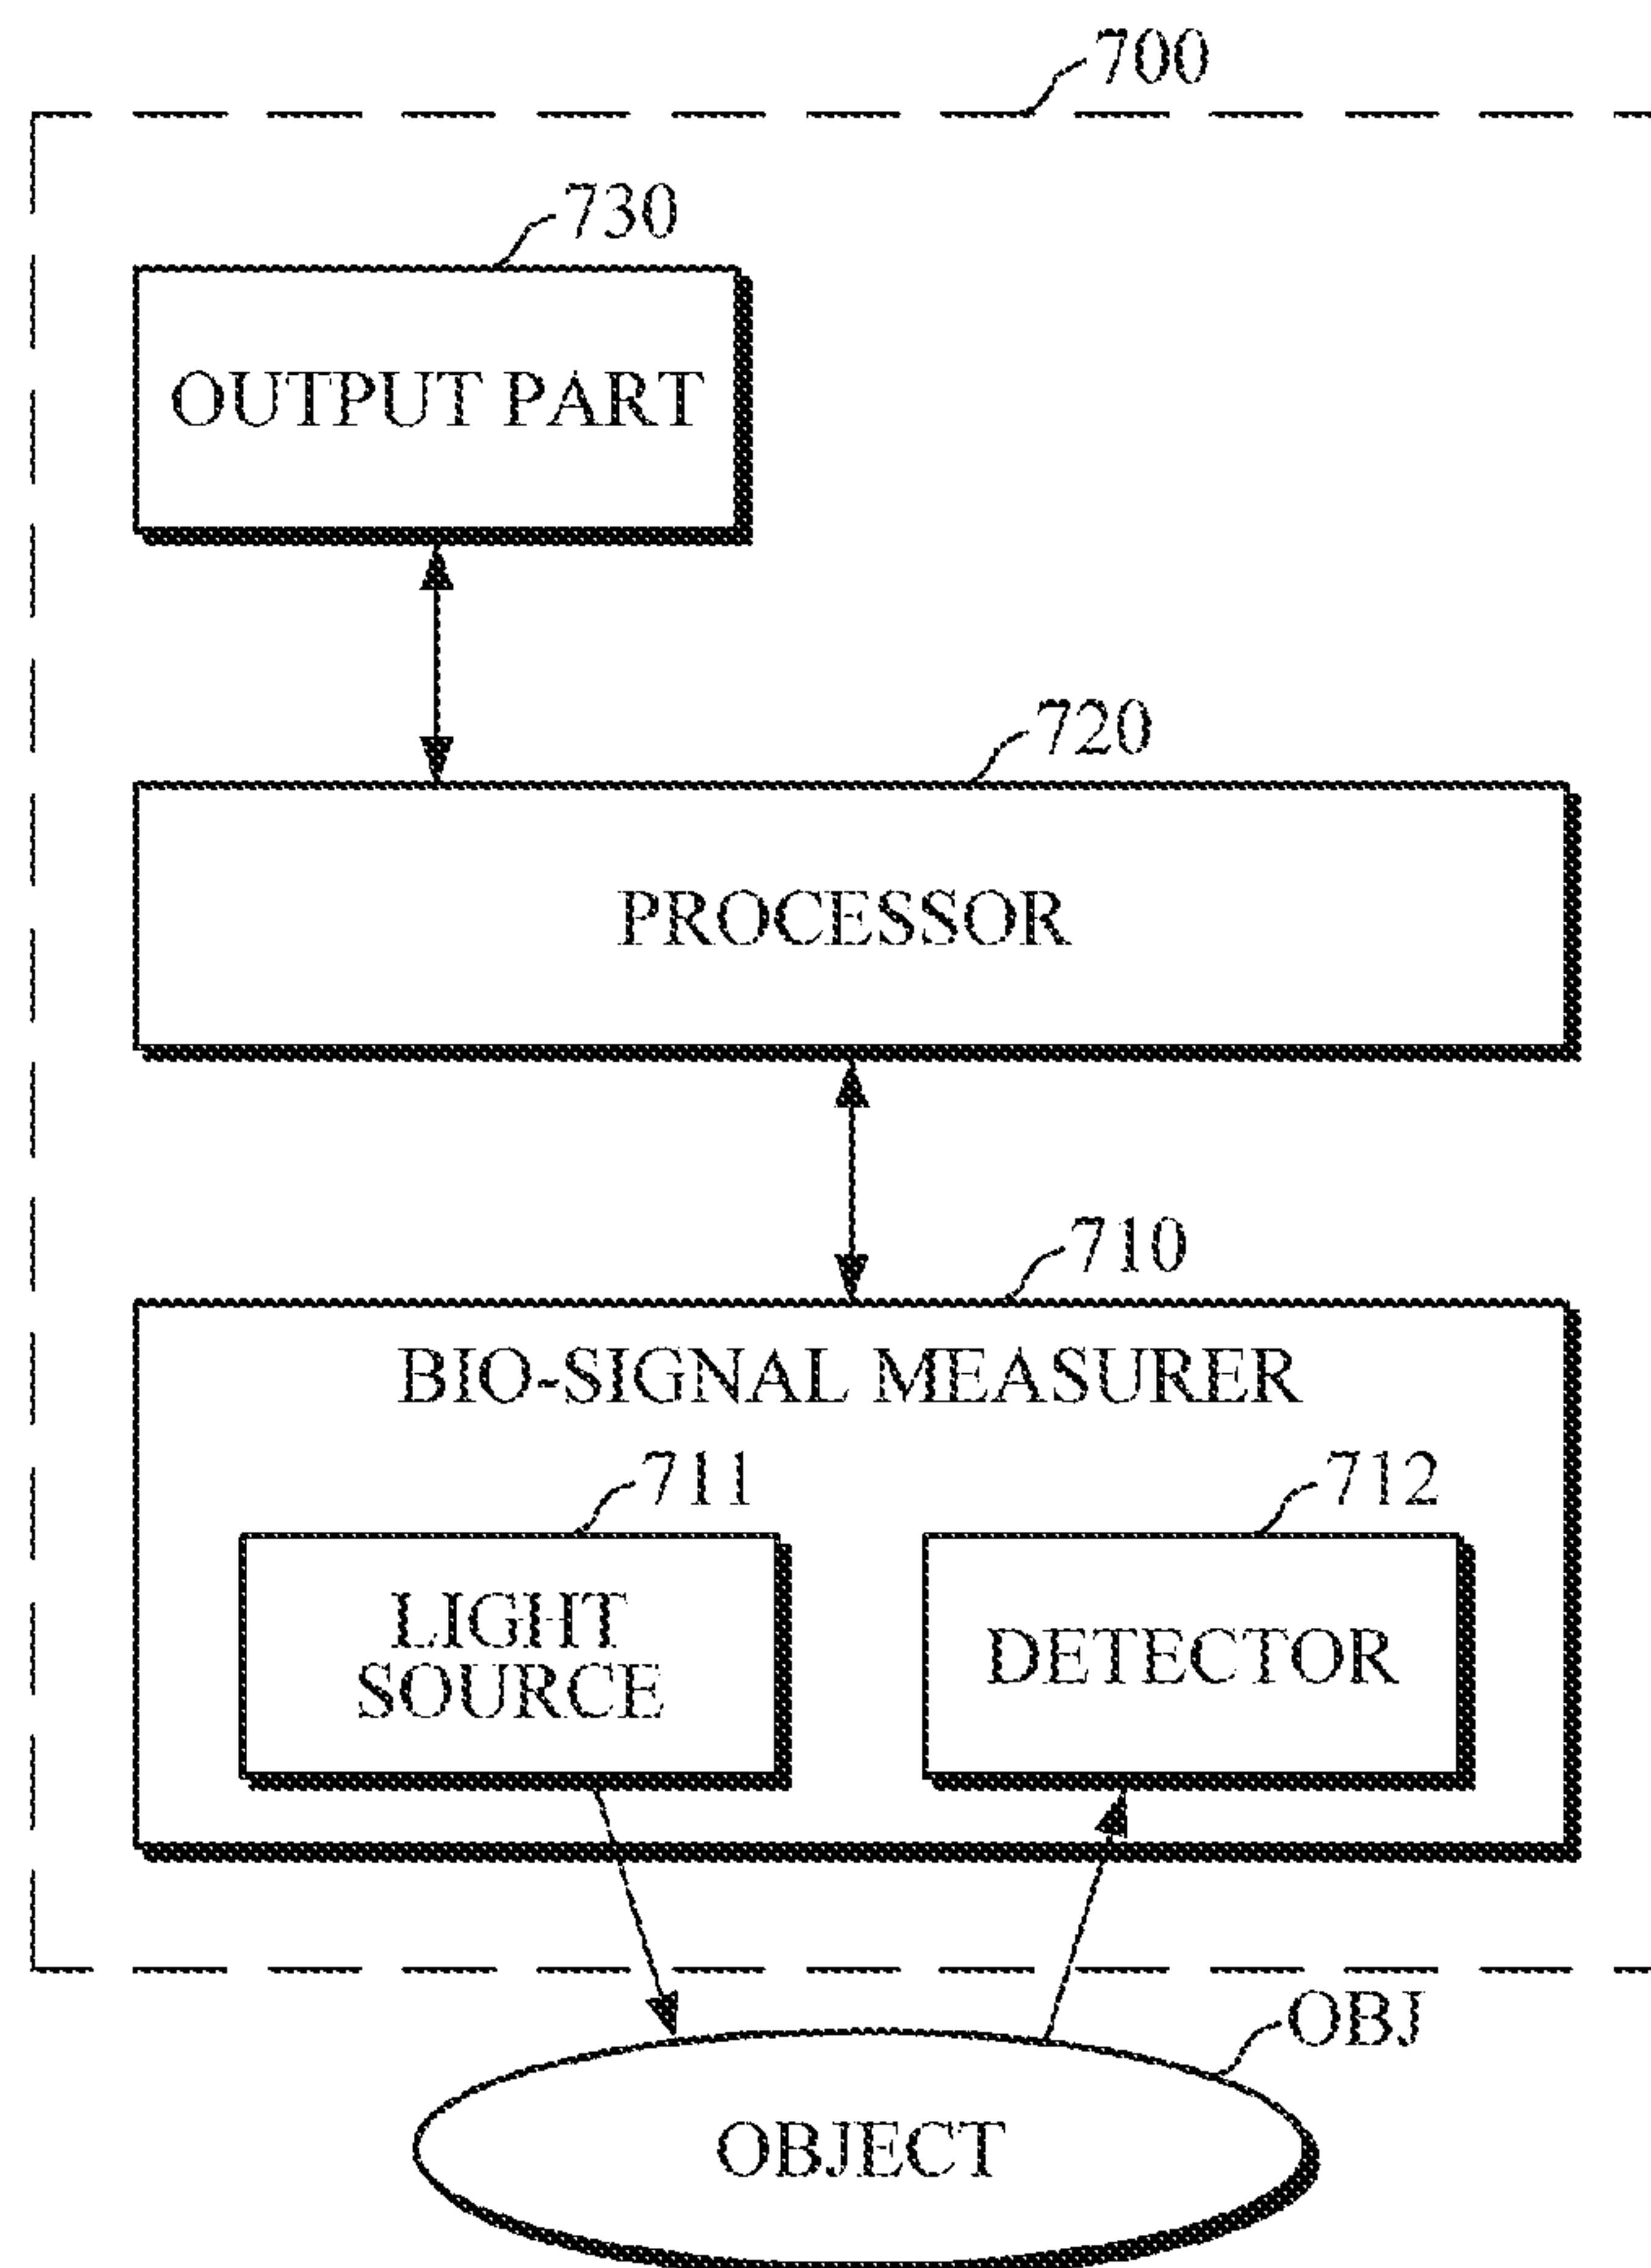 700
730
OUTPUT PART
720
PROCESSOR
710
BIO-SIGNAL MEASURER
711
712
LIGHT
SOURCE
DETECTOR
OBJ
OBJECT